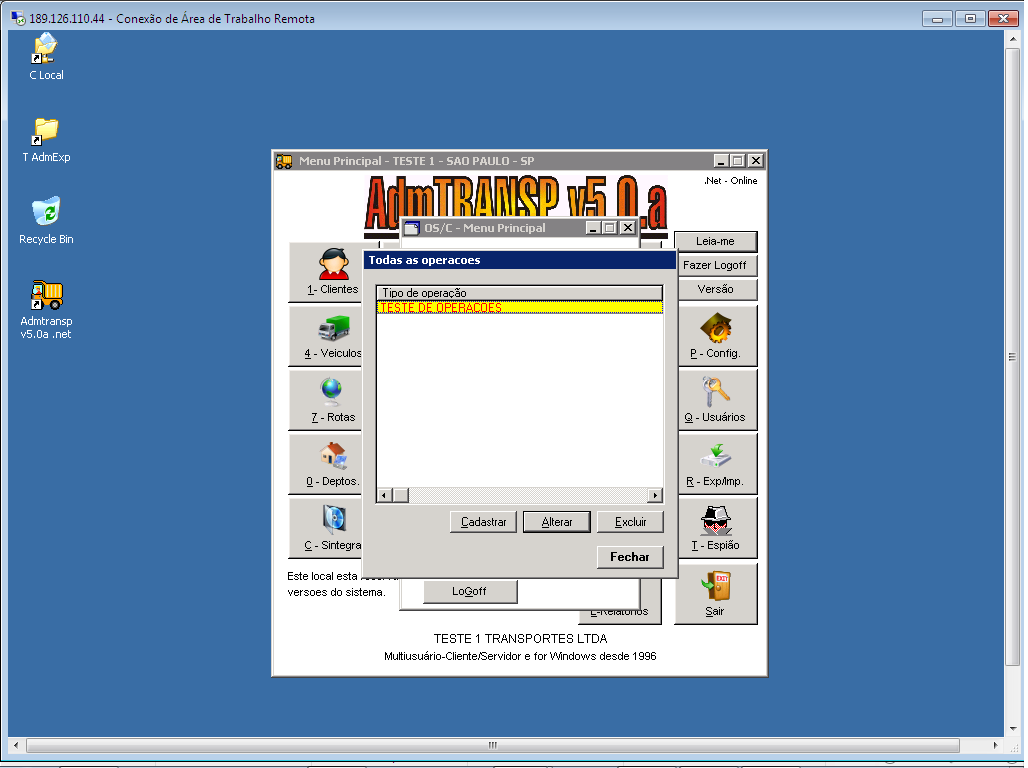 189.126.110.44 - Conexão de Área de Trabalho Remota
C Local
T AdmExp
Recycle Bin
Admtransp
v5.0a .net
Menu Principal - TESTE 1 - SAO PAULO - SP
AdmTRANSP v5.0.a
.Net - Online
OS/C - Menu Principal
Leia-me
Fazer Logoff
Versão
1- Clientes
4 - Veiculos
7 - Rotas
0 - Deptos.
C - Sintegra
P - Config.
Q - Usuários
R - Exp/Imp.
T - Espião
EXIT
Sair
Todas as operacoes
Tipo de operação
TESTE DE OPERACOES
Cadastrar
Alterar
Excluir
Fechar
Este local esta
versoes do sistema.
LoGoff
L-Relatorios
TESTE 1 TRANSPORTES LTDA
Multiusuário-Cliente/Servidor e for Windows desde 1996